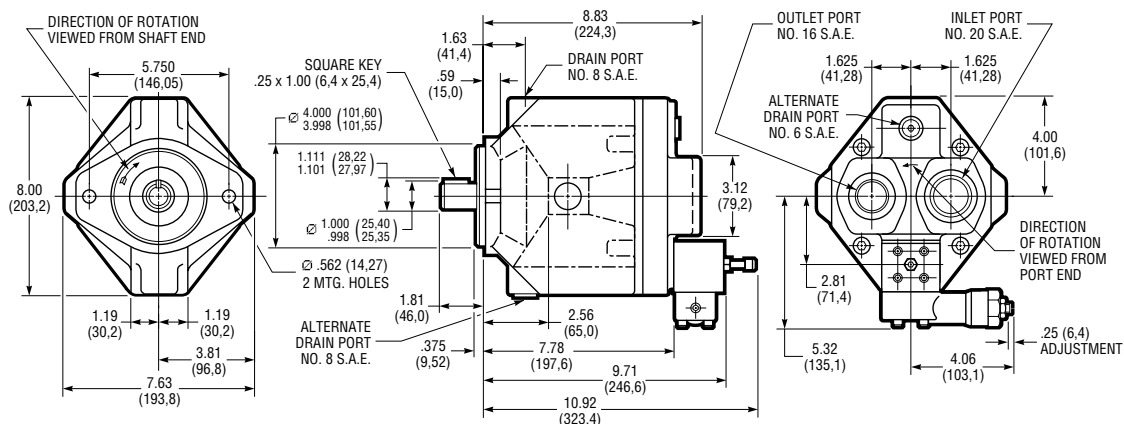 DIRECTION OF ROTATION
VIEWED FROM SHAFT END
5.750
(146,05)
8.00
(203,2)
1.19
(30,2)
1.19
(30,2)
3.81
(96,8)
7.63
(193,8)
Ø .562 (14,27)
2 MTG. HOLES
8.83
(224,3)
1.63
(41,4)
.59
(15,0)
DRAIN PORT
NO. 8 S.A.E.
SQUARE KEY
.25 x 1.00 (6,4 x 25,4)
Ø 4.000 (101,60)
3.998 (101,55)
1.111 (28,22)
1.101 (27,97)
Ø 1.000 (25,40)
.998 (25,35)
3.12
(79,2)
1.81
(46,0)
ALTERNATE
DRAIN PORT
NO. 8 S.A.E.
.375
(9,52)
2.56
(65,0)
7.78
(197,6)
9.71
(246,6)
10.92
(323,4)
OUTLET PORT
NO. 16 S.A.E.
INLET PORT
NO. 20 S.A.E.
1.625
(41,28)
1.625
(41,28)
ALTERNATE
DRAIN PORT
NO. 6 S.A.E.
4.00
(101,6)
DIRECTION
OF ROTATION
VIEWED FROM
PORT END
2.81
(71,4)
5.32
(135,1)
4.06
(103,1)
.25 (6,4)
ADJUSTMENT